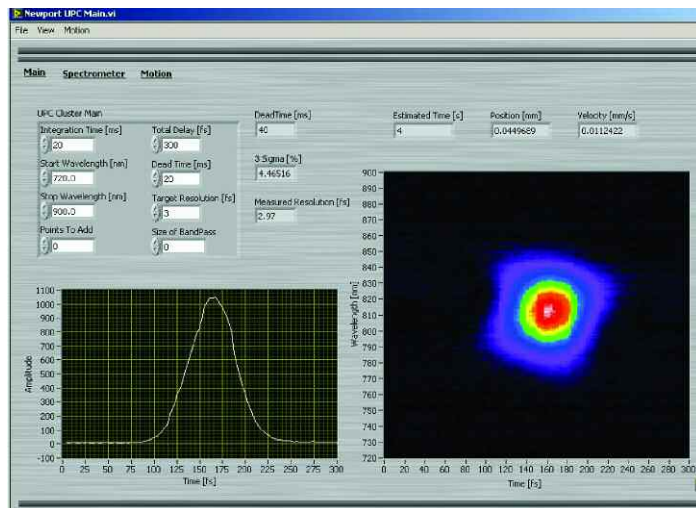 Newport UPC Main.vi
File View Motion
Main Spectrometer Motion
UPC Cluster Main
Integration Time [ms] Total Delay [fs]
20 300
Start Wavelength [nm] Dead Time [ms]
720.0 20
Stop Wavelength [nm] Target Resolution [fs]
900.0 3
Points To Add Size of BandPass
0 0
DeadTime [ms]
40
3 Sigma [%]
4.46516
Measured Resolution [fs]
2.97
Estimated Time [s] Position [mm] Velocity [mm/s]
4 0.0449689 0.0112422
1100
1000
900
800
700
600
500
400
300
200
100
0
-100
Amplitude
0 25 50 75 100 125 150 175 200 225 250 275 300
Time [fs]
900
890
880
870
860
850
840
830
820
810
800
790
780
770
760
750
740
730
720
Wavelength [nm]
0 20 40 60 80 100 120 140 160 180 200 220 240 260 300
Time [fs]